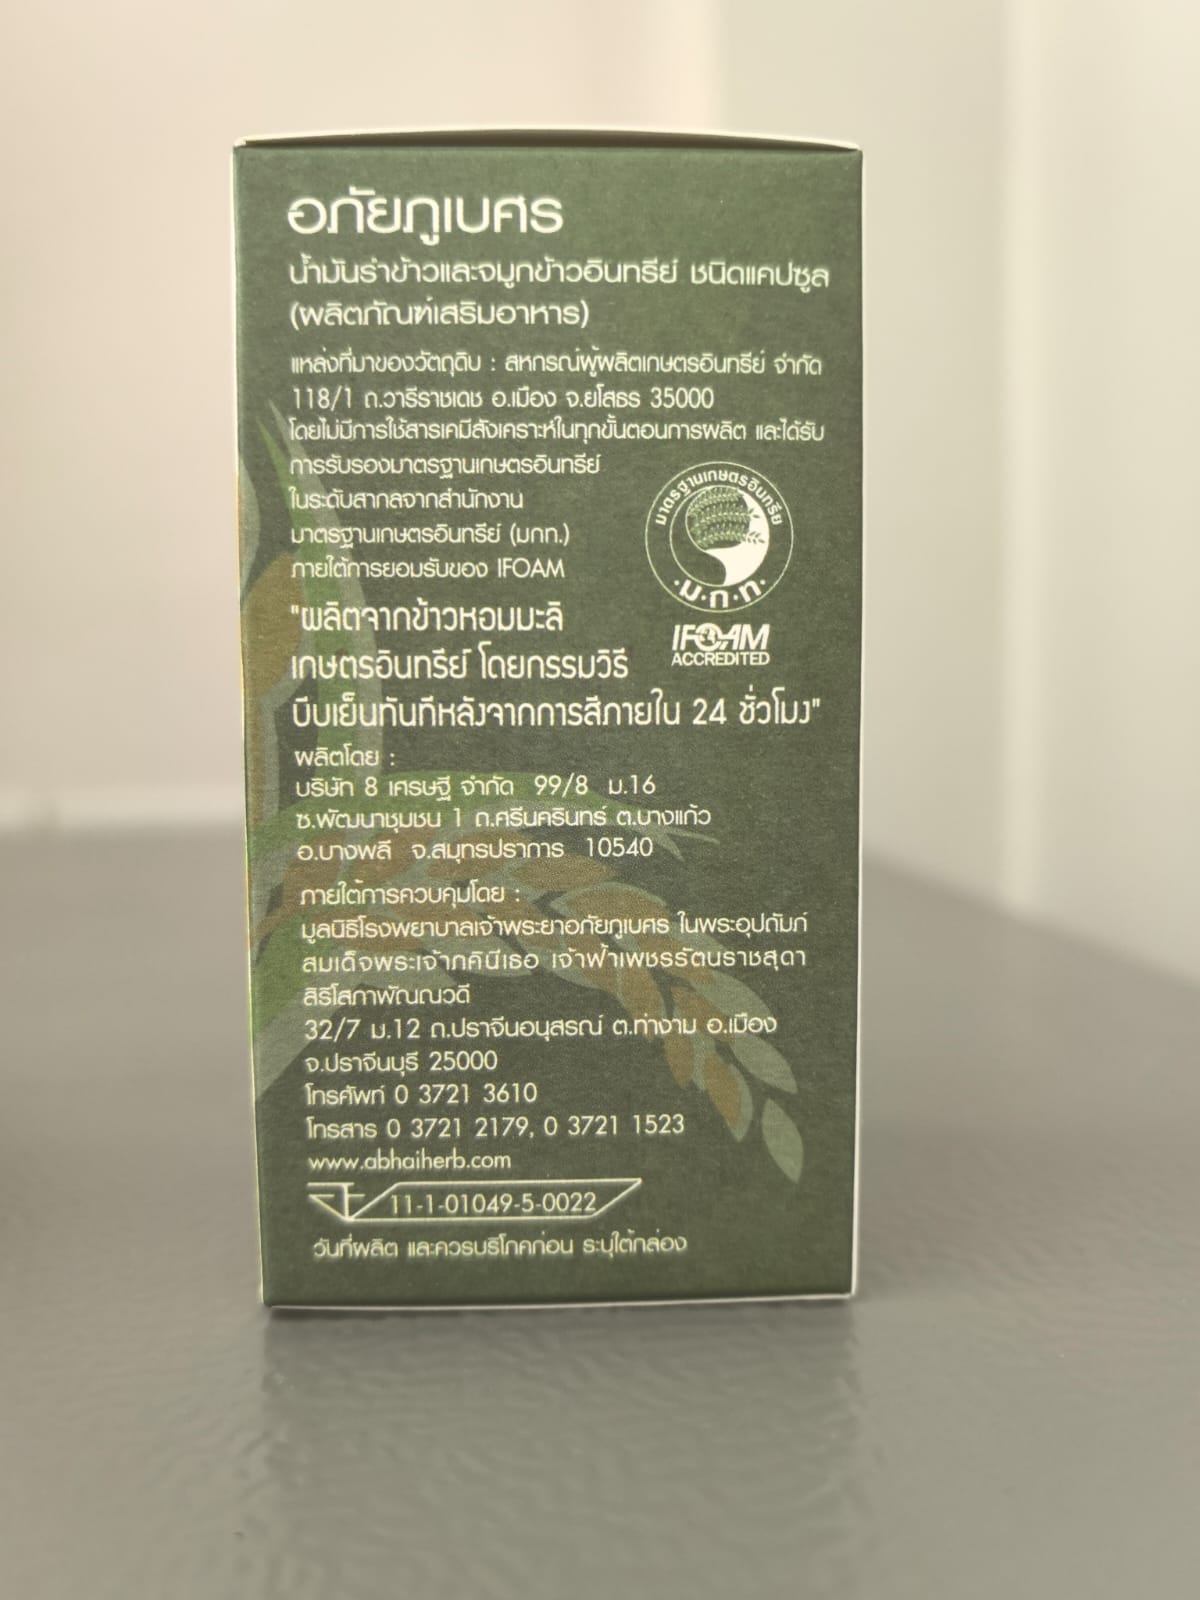 อภัยภูเบศร
น้ำมันรำข้าวและจมูกข้าวอินทรีย์ ชนิดแคปซูล
(ผลิตภัณฑ์เสริมอาหาร)
แหล่งที่มาของวัตถุดิบ : สหกรณ์ผู้ผลิตเกษตรอินทรีย์ จำกัด
118/1 ถ.วารีราชเดช อ.เมือง จ.ยโสธร 35000
โดยไม่มีการใช้สารเคมีสังเคราะห์ในทุกขั้นตอนการผลิต และได้รับ
การรับรองมาตรฐานเกษตรอินทรีย์
ในระดับสากลจากสำนักงาน
มาตรฐานเกษตรอินทรีย์ (มกท.)
ภายใต้การยอมรับของ IFOAM
มาตรฐานเกษตรอินทรีย์
·ม·ก·ท·
IFOAM
ACCREDITED
"ผลิตจากข้าวหอมมะลิ
เกษตรอินทรีย์ โดยกรรมวิธี
บีบเย็นทันทีหลังจากการสีภายใน 24 ชั่วโมง"
ผลิตโดย :
บริษัท 8 เศรษฐี จำกัด 99/8 ม.16
ซ.พัฒนาชุมชน 1 ถ.ศรีนครินทร์ ต.บางแก้ว
อ.บางพลี จ.สมุทรปราการ 10540
ภายใต้การควบคุมโดย :
มูลนิธิโรงพยาบาลเจ้าพระยาอภัยภูเบศร ในพระอุปถัมภ์
สมเด็จพระเจ้าภคินีเธอ เจ้าฟ้าเพชรรัตนราชสุดา
สิริโสภาพัณณวดี
32/7 ม.12 ถ.ปราจีนอนุสรณ์ ต.ท่างาม อ.เมือง
จ.ปราจีนบุรี 25000
โทรศัพท์ 0 3721 3610
โทรสาร 0 3721 2179, 0 3721 1523
www.abhaiherb.com
11-1-01049-5-0022
วันที่ผลิต และควรบริโภคก่อน ระบุใต้กล่อง